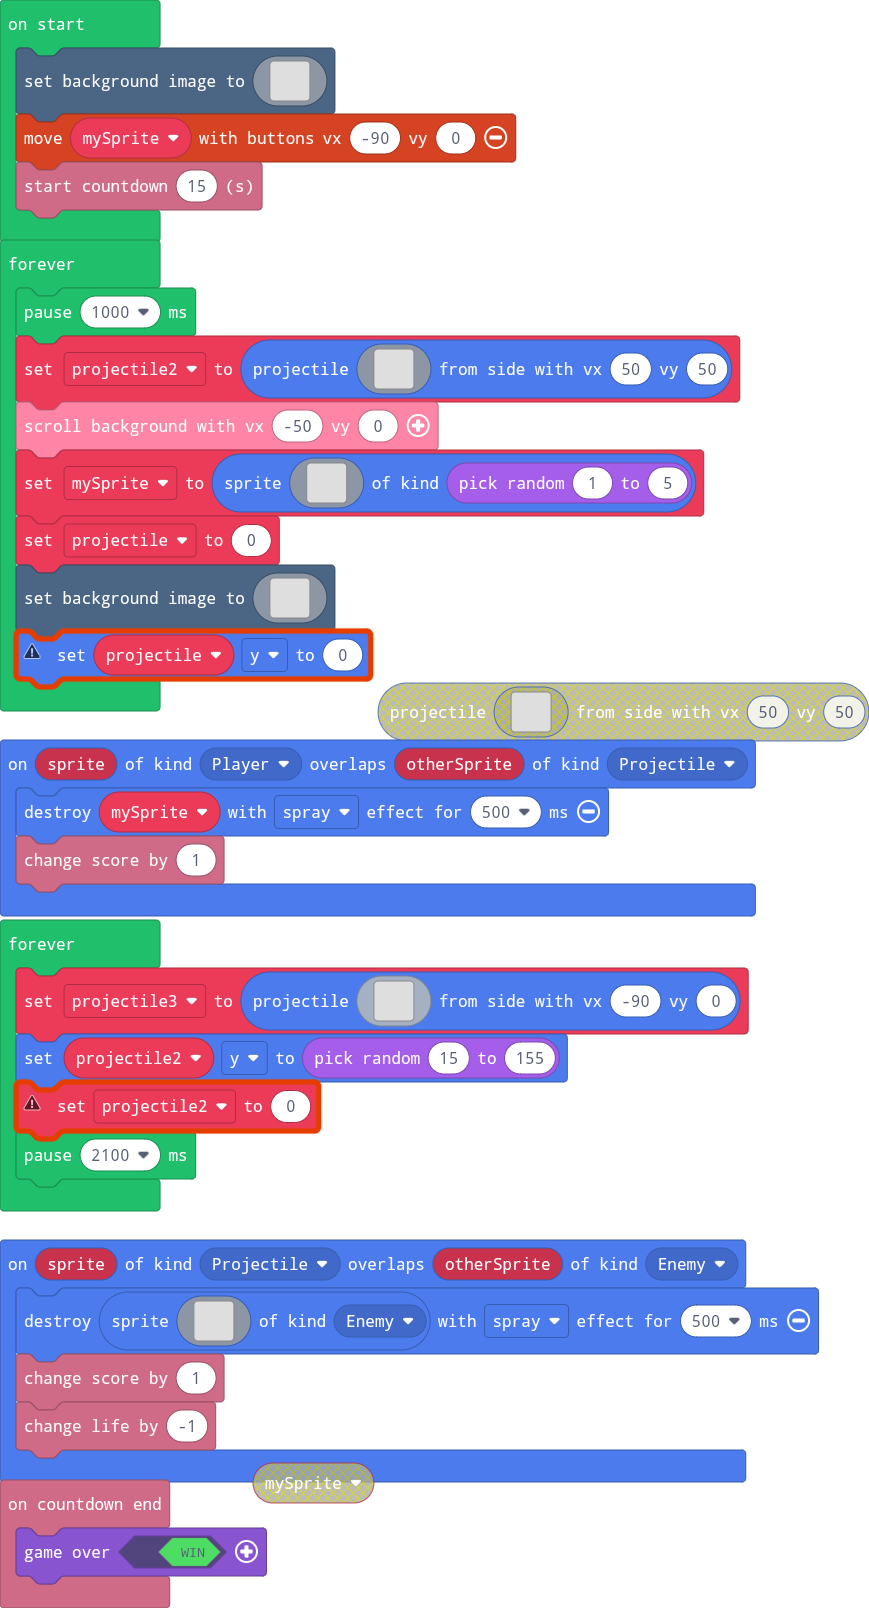 on start
set background image to
move mySprite with buttons vx -90 vy 0
start countdown 15 (s)
forever
pause 1000 ms
set projectile2 to projectile from side with vx 50 vy 50
scroll background with vx -50 vy 0
set mySprite to sprite of kind pick random 1 to 5
set projectile to 0
set background image to
set projectile y to 0
projectile from side with vx 50 vy 50
on sprite of kind Player overlaps otherSprite of kind Projectile
destroy mySprite with spray effect for 500 ms
change score by 1
forever
set projectile3 to projectile from side with vx -90 vy 0
set projectile2 y to pick random 15 to 155
set projectile2 to 0
pause 2100 ms
on sprite of kind Projectile overlaps otherSprite of kind Enemy
destroy sprite of kind Enemy with spray effect for 500 ms
change score by 1
change life by -1
mySprite
on countdown end
game over WIN